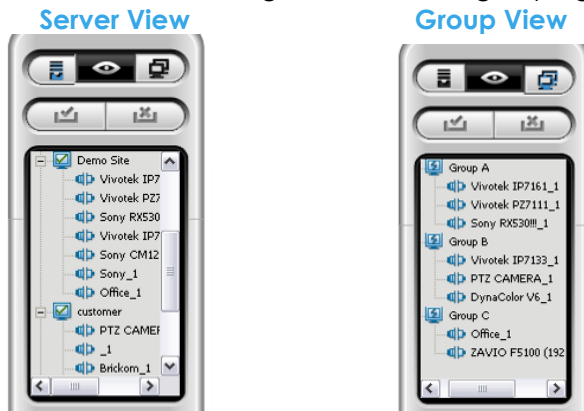 Server View
Group View
Demo Site
Vivotek IP7
Vivotek PZ7
Sony RX530
Vivotek IP7
Sony CM12
Sony_1
Office_1
customer
PTZ CAMER
_1
Brickom_1
Group A
Vivotek IP7161_1
Vivotek PZ7111_1
Sony RX530!!!_1
Group B
Vivotek IP7133_1
PTZ CAMERA_1
DynaColor V6_1
Group C
Office_1
ZAVIO F5100 (192